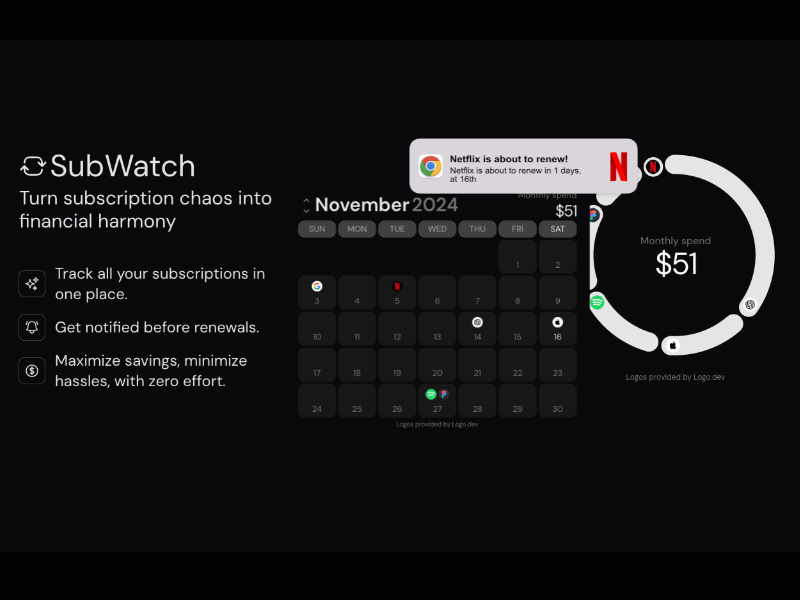 SubWatch
Turn subscription chaos into
financial harmony
Track all your subscriptions in
one place.
Get notified before renewals.
Maximize savings, minimize
hassles, with zero effort.
Netflix is about to renew!
Netflix is about to renew in 1 days,
at 16th
November 2024
Monthly spend
$51
SUN MON TUE WED THU FRI SAT
1 2
3 4 5 6 7 8 9
10 11 12 13 14 15 16
17 18 19 20 21 22 23
24 25 26 27 28 29 30
Logos provided by Logo.dev
Monthly spend
$51
Logos provided by Logo.dev